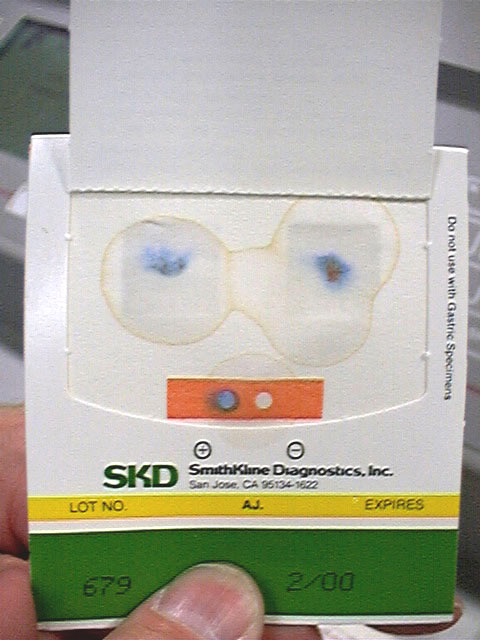 Do not use with Gastric Specimens
+ −
SKD SmithKline Diagnostics, Inc.
San Jose, CA 95134-1622
LOT NO. AJ. EXPIRES
679 2/00